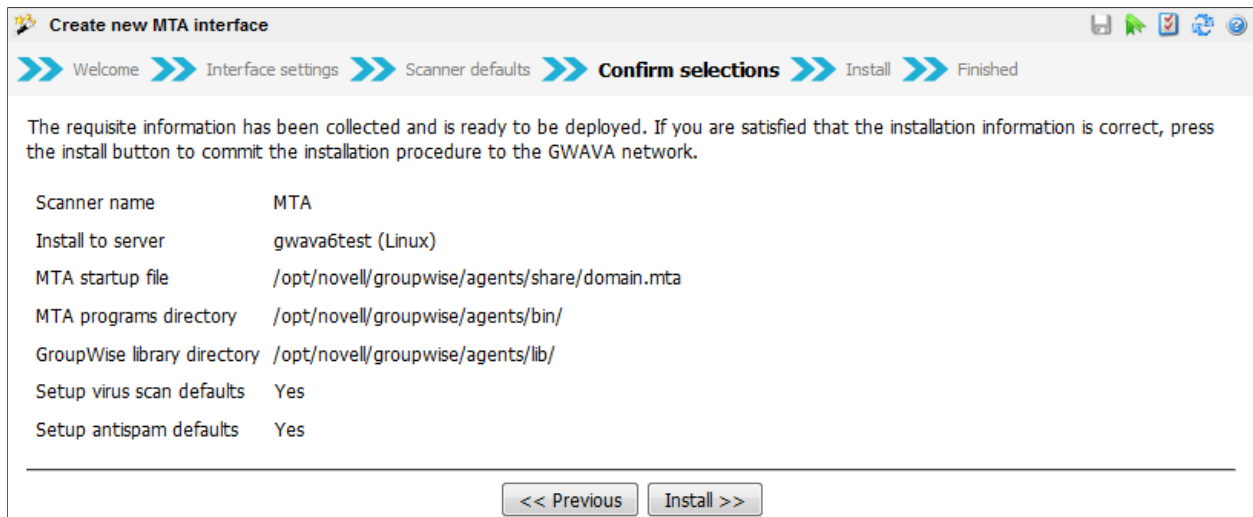 Create new MTA interface
Welcome Interface settings Scanner defaults Confirm selections Install Finished
The requisite information has been collected and is ready to be deployed. If you are satisfied that the installation information is correct, press
the install button to commit the installation procedure to the GWAVA network.
Scanner name MTA
Install to server gwava6test (Linux)
MTA startup file /opt/novell/groupwise/agents/share/domain.mta
MTA programs directory /opt/novell/groupwise/agents/bin/
GroupWise library directory /opt/novell/groupwise/agents/lib/
Setup virus scan defaults Yes
Setup antispam defaults Yes
<< Previous Install >>